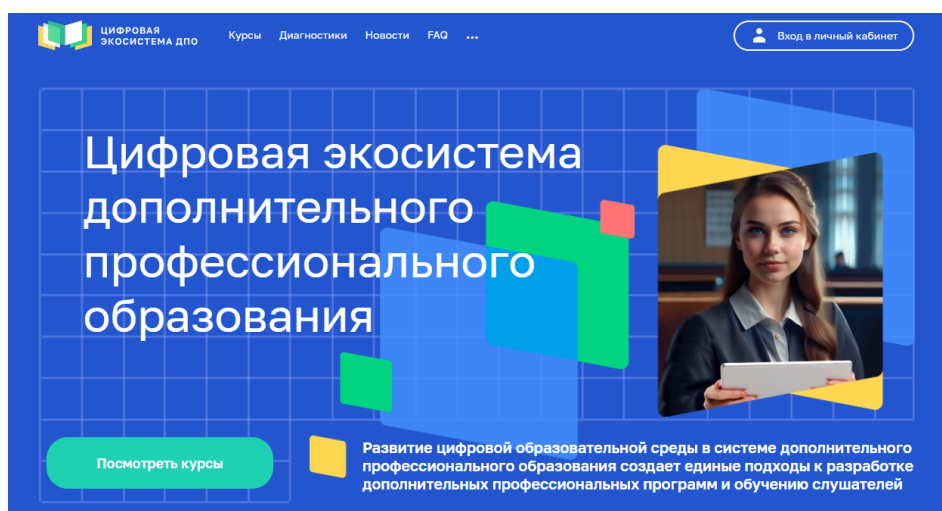 ЦИФРОВАЯ
ЭКОСИСТЕМА ДПО
Курсы Диагностики Новости FAQ ...
Вход в личный кабинет
Цифровая экосистема
дополнительного
профессионального
образования
Посмотреть курсы
Развитие цифровой образовательной среды в системе дополнительного
профессионального образования создает единые подходы к разработке
дополнительных профессиональных программ и обучению слушателей